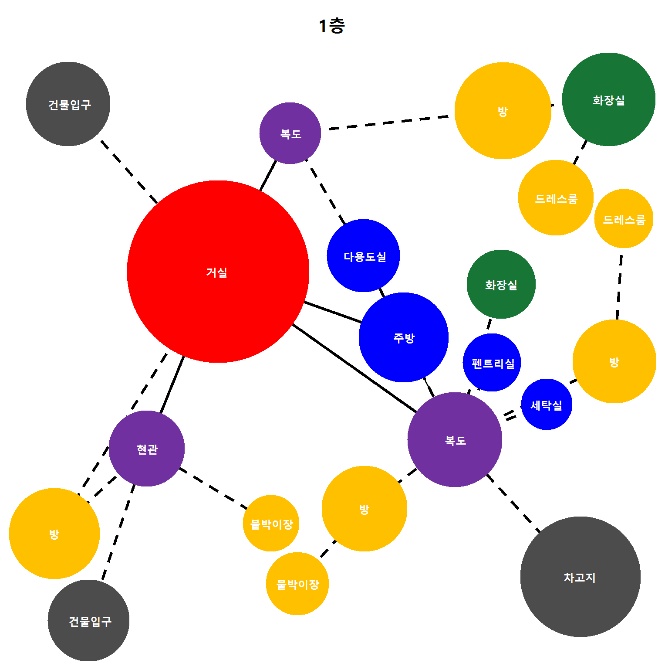 1층
건물입구
복도
방
화장실
드레스룸
드레스룸
거실
다용도실
화장실
주방
펜트리실
방
세탁실
현관
복도
방
방
붙박이장
붙박이장
차고지
건물입구